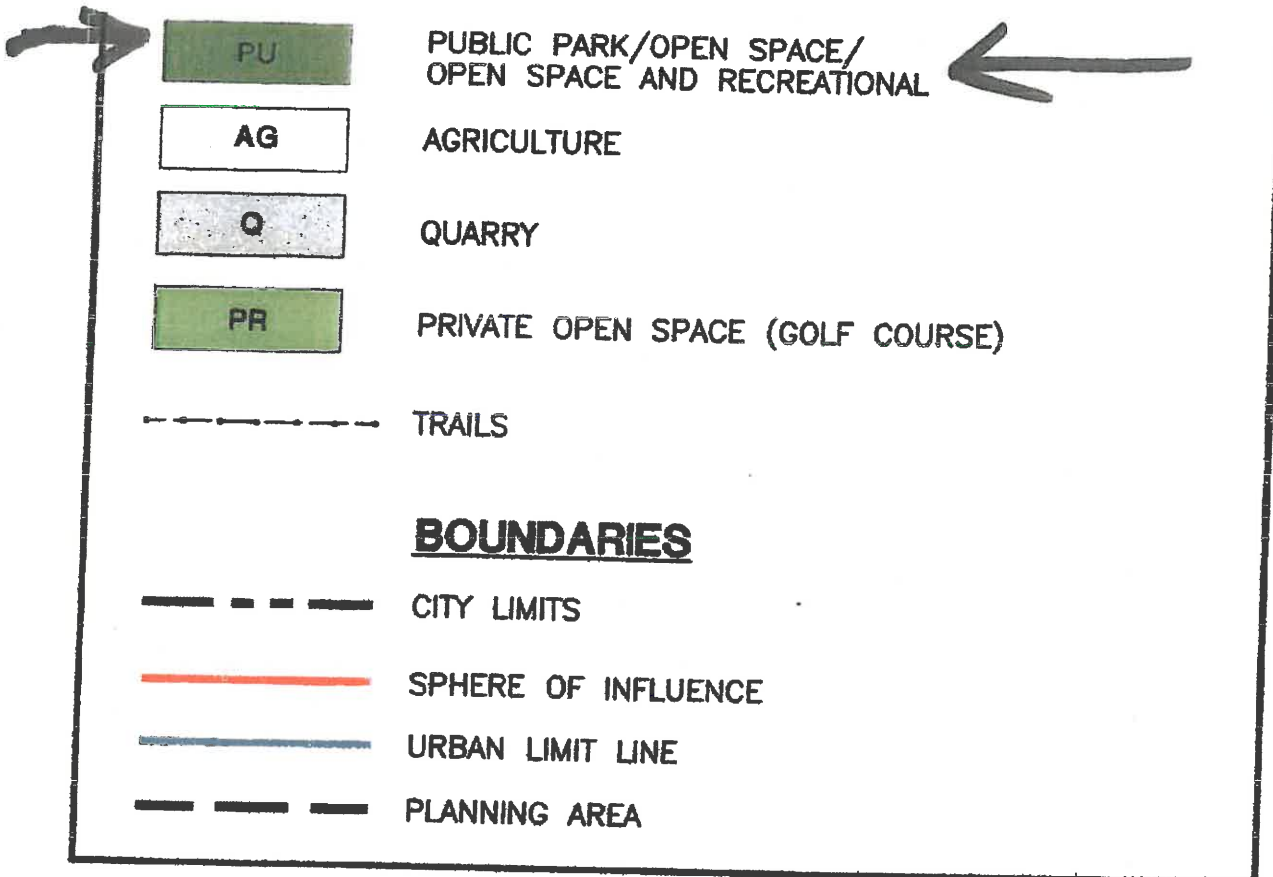 PU PUBLIC PARK/OPEN SPACE/
OPEN SPACE AND RECREATIONAL
AG AGRICULTURE
Q QUARRY
PR PRIVATE OPEN SPACE (GOLF COURSE)
TRAILS
BOUNDARIES
CITY LIMITS
SPHERE OF INFLUENCE
URBAN LIMIT LINE
PLANNING AREA